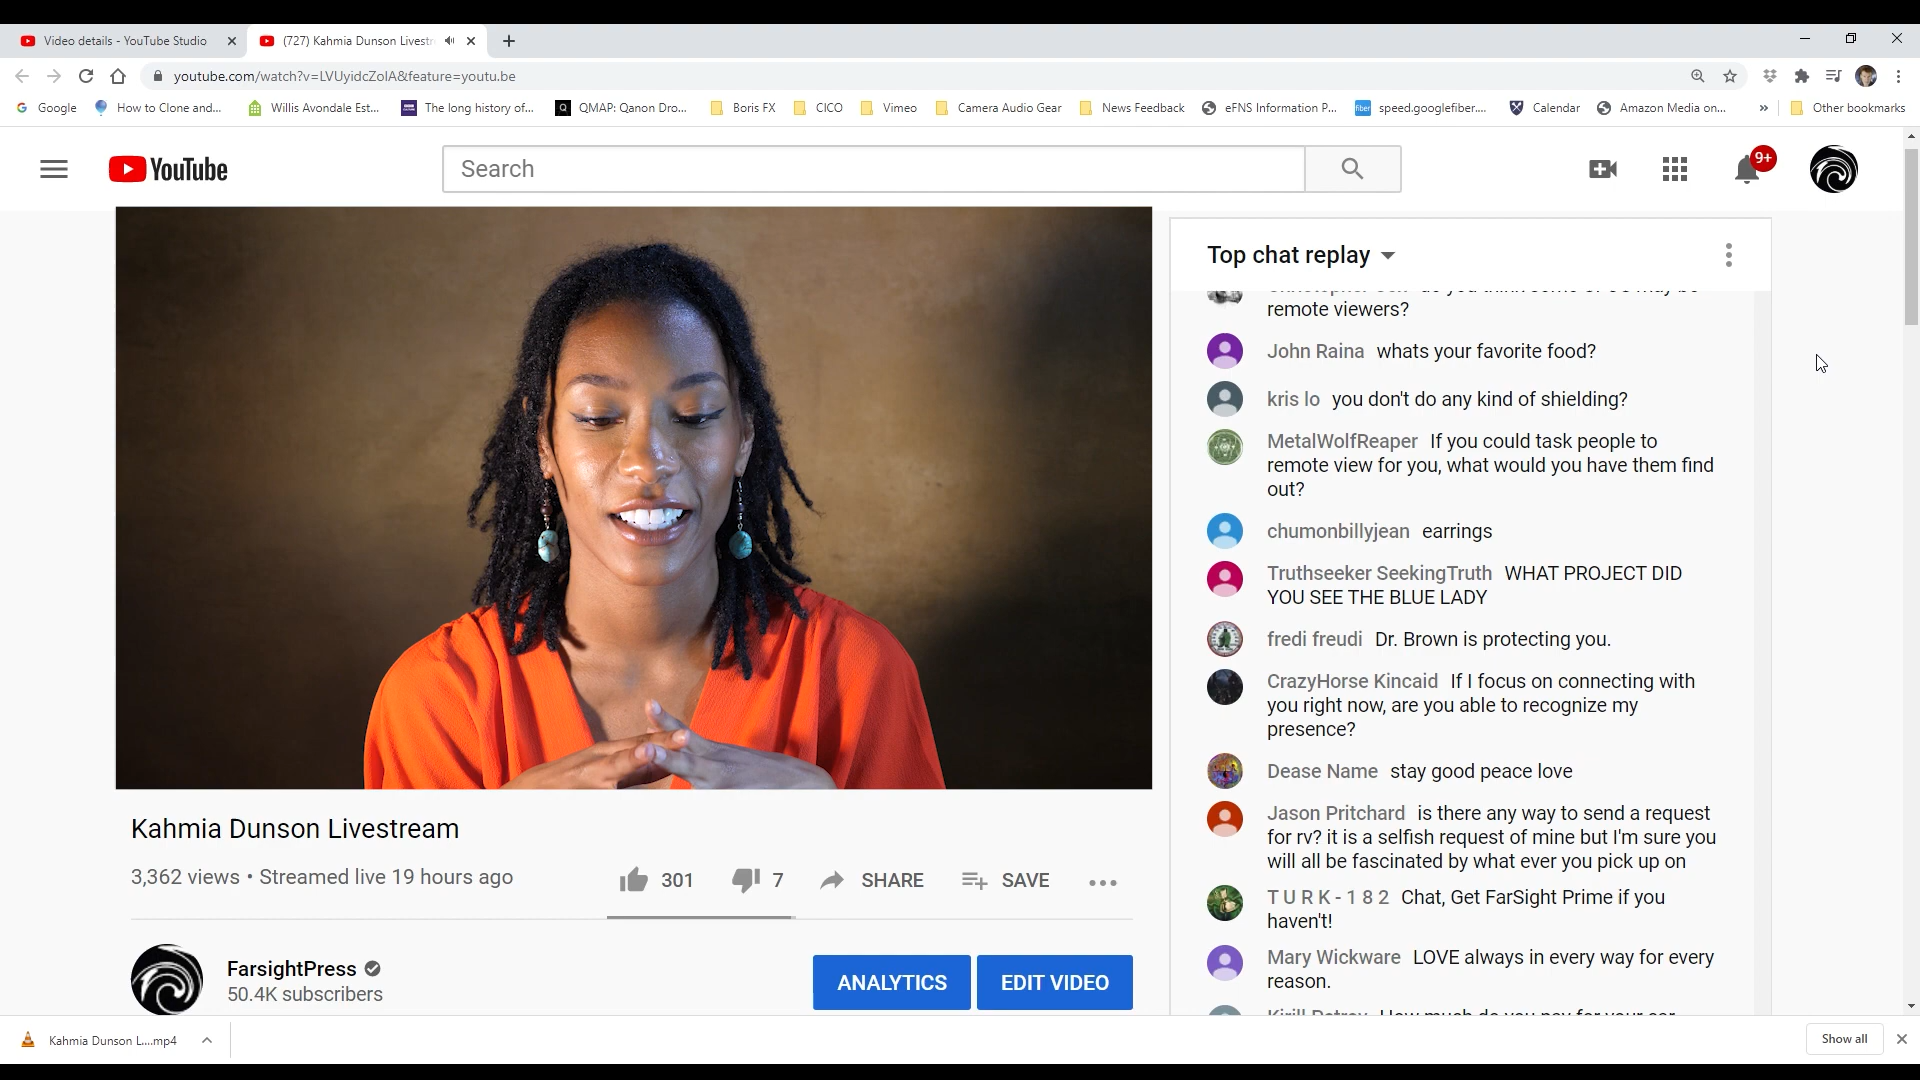 Video details - YouTube Studio
(727) Kahmia Dunson Livestr
youtube.com/watch?v=LVUyidcZolA&feature=youtu.be
Google
How to Clone and...
Willis Avondale Est...
The long history of...
QMAP: Qanon Dro...
Boris FX
CICO
Vimeo
Camera Audio Gear
News Feedback
eFNS Information P...
speed.googlefiber....
Calendar
Amazon Media on...
»
Other bookmarks
YouTube
Search
9+
Top chat replay
remote viewers?
John Raina whats your favorite food?
kris lo you don't do any kind of shielding?
MetalWolfReaper If you could task people to
remote view for you, what would you have them find
out?
chumonbillyjean earrings
Truthseeker SeekingTruth WHAT PROJECT DID
YOU SEE THE BLUE LADY
fredi freudi Dr. Brown is protecting you.
CrazyHorse Kincaid If I focus on connecting with
you right now, are you able to recognize my
presence?
Dease Name stay good peace love
Jason Pritchard is there any way to send a request
for rv? it is a selfish request of mine but I'm sure you
will all be fascinated by what ever you pick up on
T U R K - 1 8 2 Chat, Get FarSight Prime if you
haven't!
Mary Wickware LOVE always in every way for every
reason.
Kahmia Dunson Livestream
3,362 views • Streamed live 19 hours ago
301
7
SHARE
SAVE
FarsightPress
50.4K subscribers
ANALYTICS
EDIT VIDEO
Kahmia Dunson L....mp4
Show all